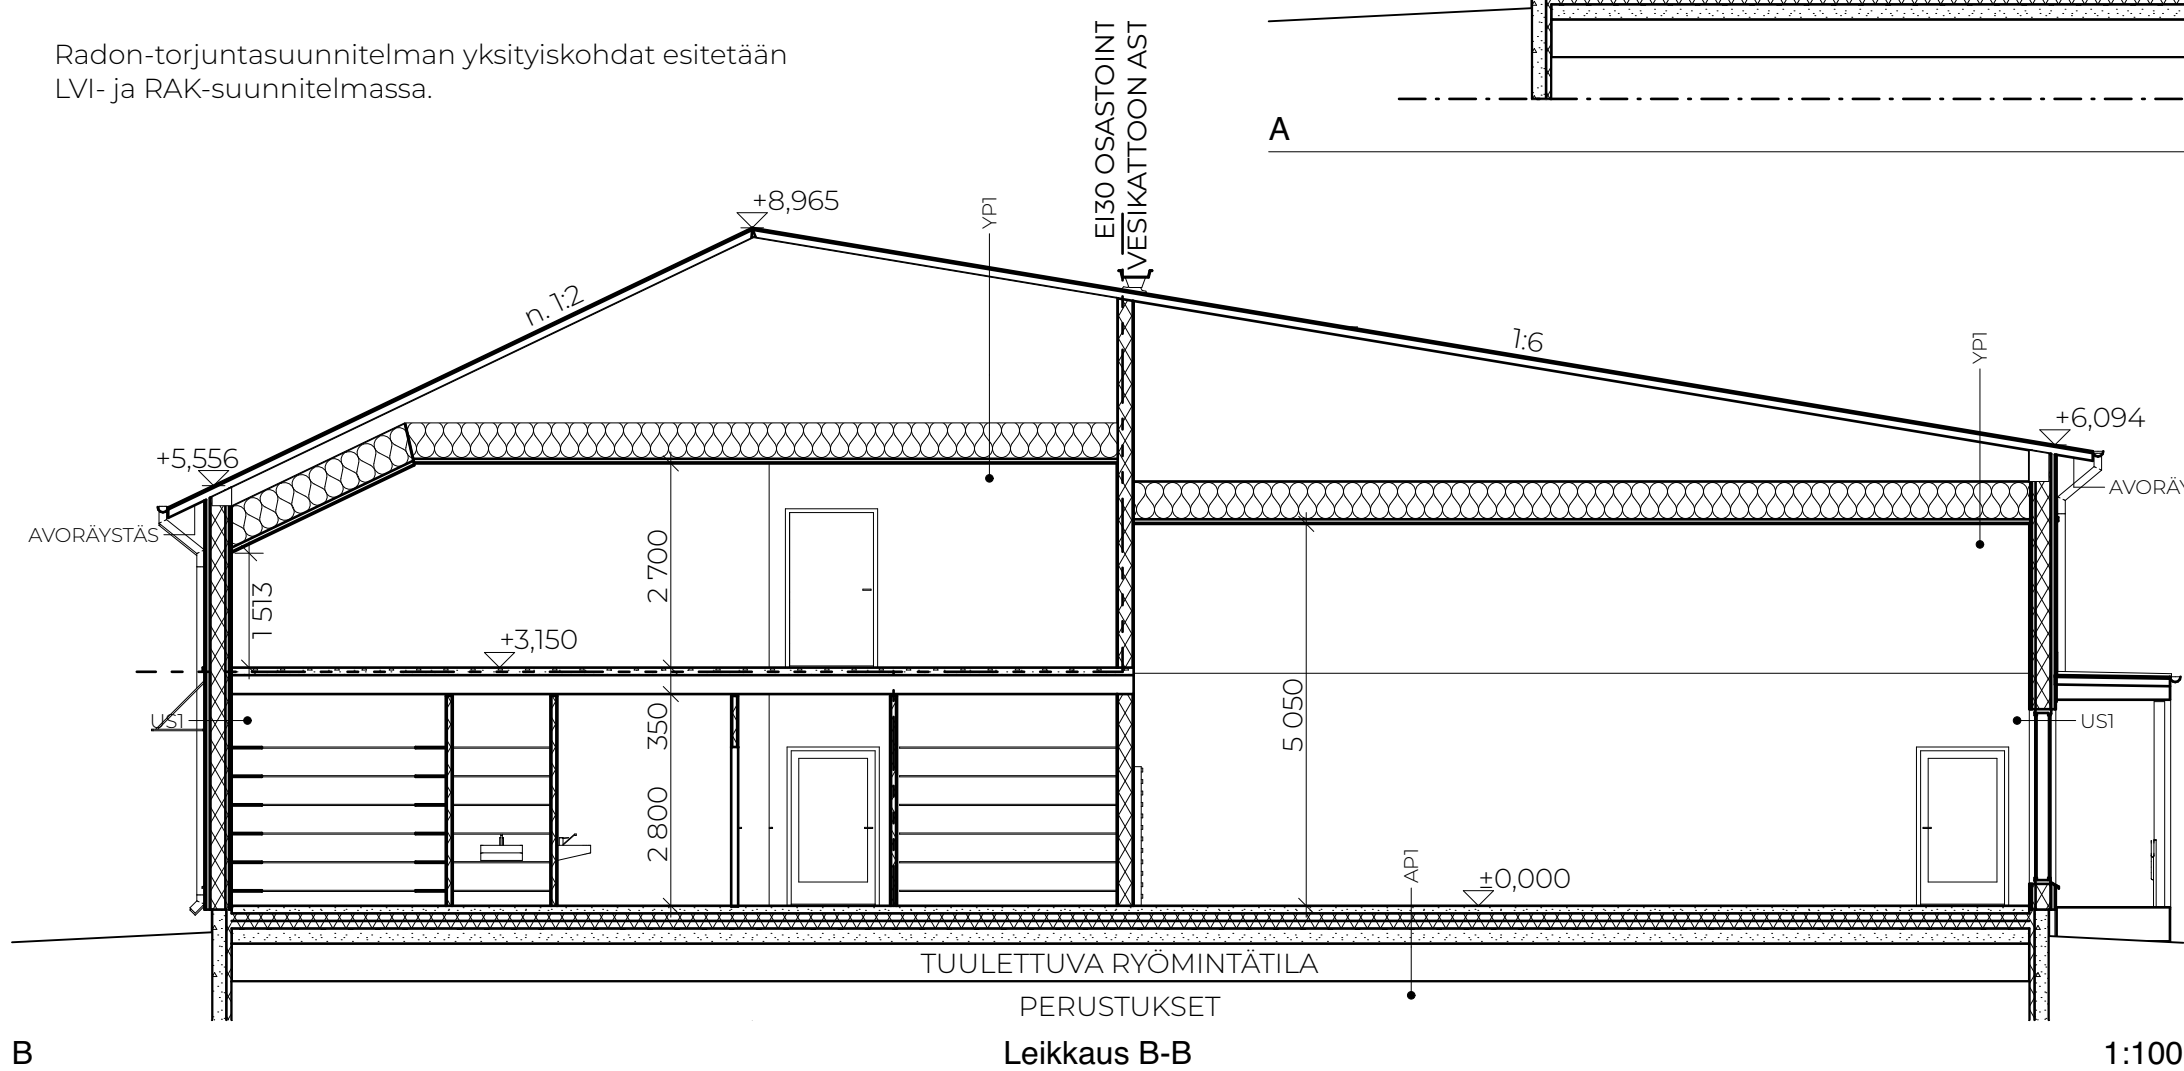 Radon-torjuntasuunnitelman yksityiskohdat esitetään
LVI- ja RAK-suunnitelmassa.
EI30 OSASTOINT
VESIKATTOON AST
A
+8,965
YP1
n. 1:2
1:6
YP1
+6,094
+5,556
AVORÄYSTÄS
AVORÄY
2 700
1 513
+3,150
US1
350
5 050
US1
2 800
AP1
±0,000
TUULETTUVA RYÖMINTÄTILA
PERUSTUKSET
B
Leikkaus B-B
1:100